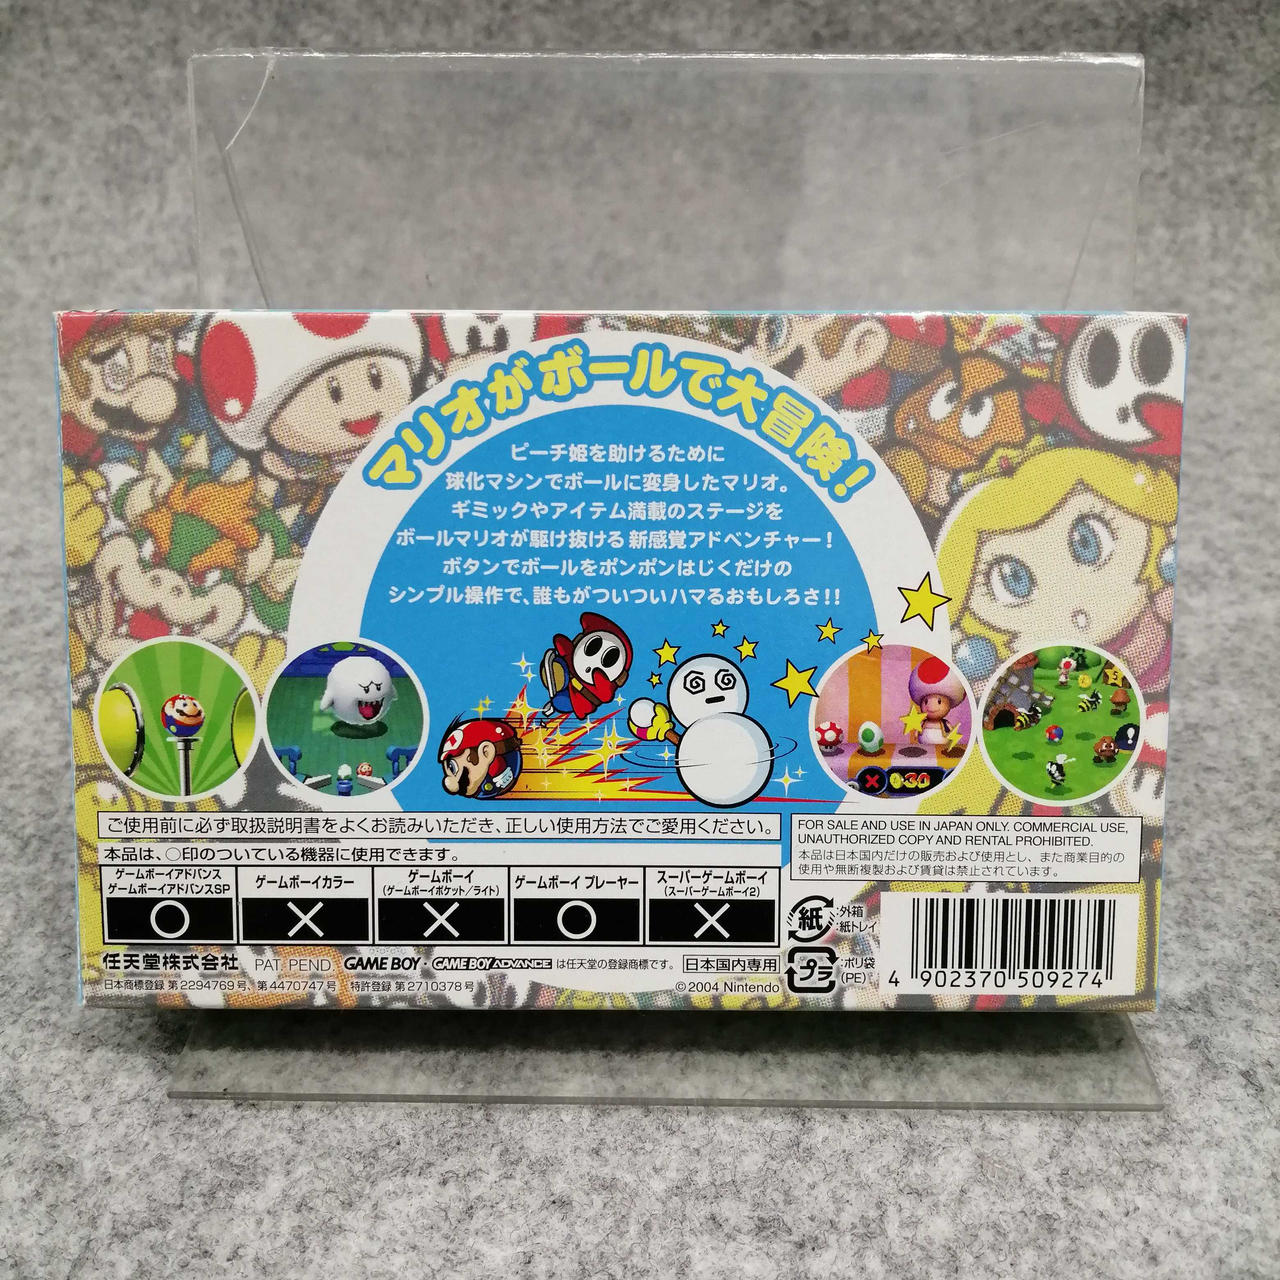 マリオがボールで大冒険！
ピーチ姫を助けるために
球化マシンでボールに変身したマリオ。
ギミックやアイテム満載のステージを
ボールマリオが駆け抜ける 新感覚アドベンチャー！
ボタンでボールをポンポンはじくだけの
シンプル操作で、誰もがついついハマるおもしろさ!!
×0:30
ご使用前に必ず取扱説明書をよくお読みいただき、正しい使用方法でご愛用ください。
本品は、○印のついている機器に使用できます。
ゲームボーイアドバンス
ゲームボーイアドバンスSP
○
ゲームボーイカラー
×
ゲームボーイ
(ゲームボーイポケット／ライト)
×
ゲームボーイ プレーヤー
○
スーパーゲームボーイ
(スーパーゲームボーイ2)
×
任天堂株式会社 PAT. PEND. GAME BOY・GAME BOY ADVANCE は任天堂の登録商標です。 日本国内専用
日本商標登録 第2294769号、第4470747号 特許登録 第2710378号
©2004 Nintendo
FOR SALE AND USE IN JAPAN ONLY. COMMERCIAL USE,
UNAUTHORIZED COPY AND RENTAL PROHIBITED.
本品は日本国内だけの販売および使用とし、また商業目的の
使用や無断複製および賃貸は禁止されています。
紙 :外箱
:紙トレイ
プラ :ポリ袋
(PE)
4 902370 509274